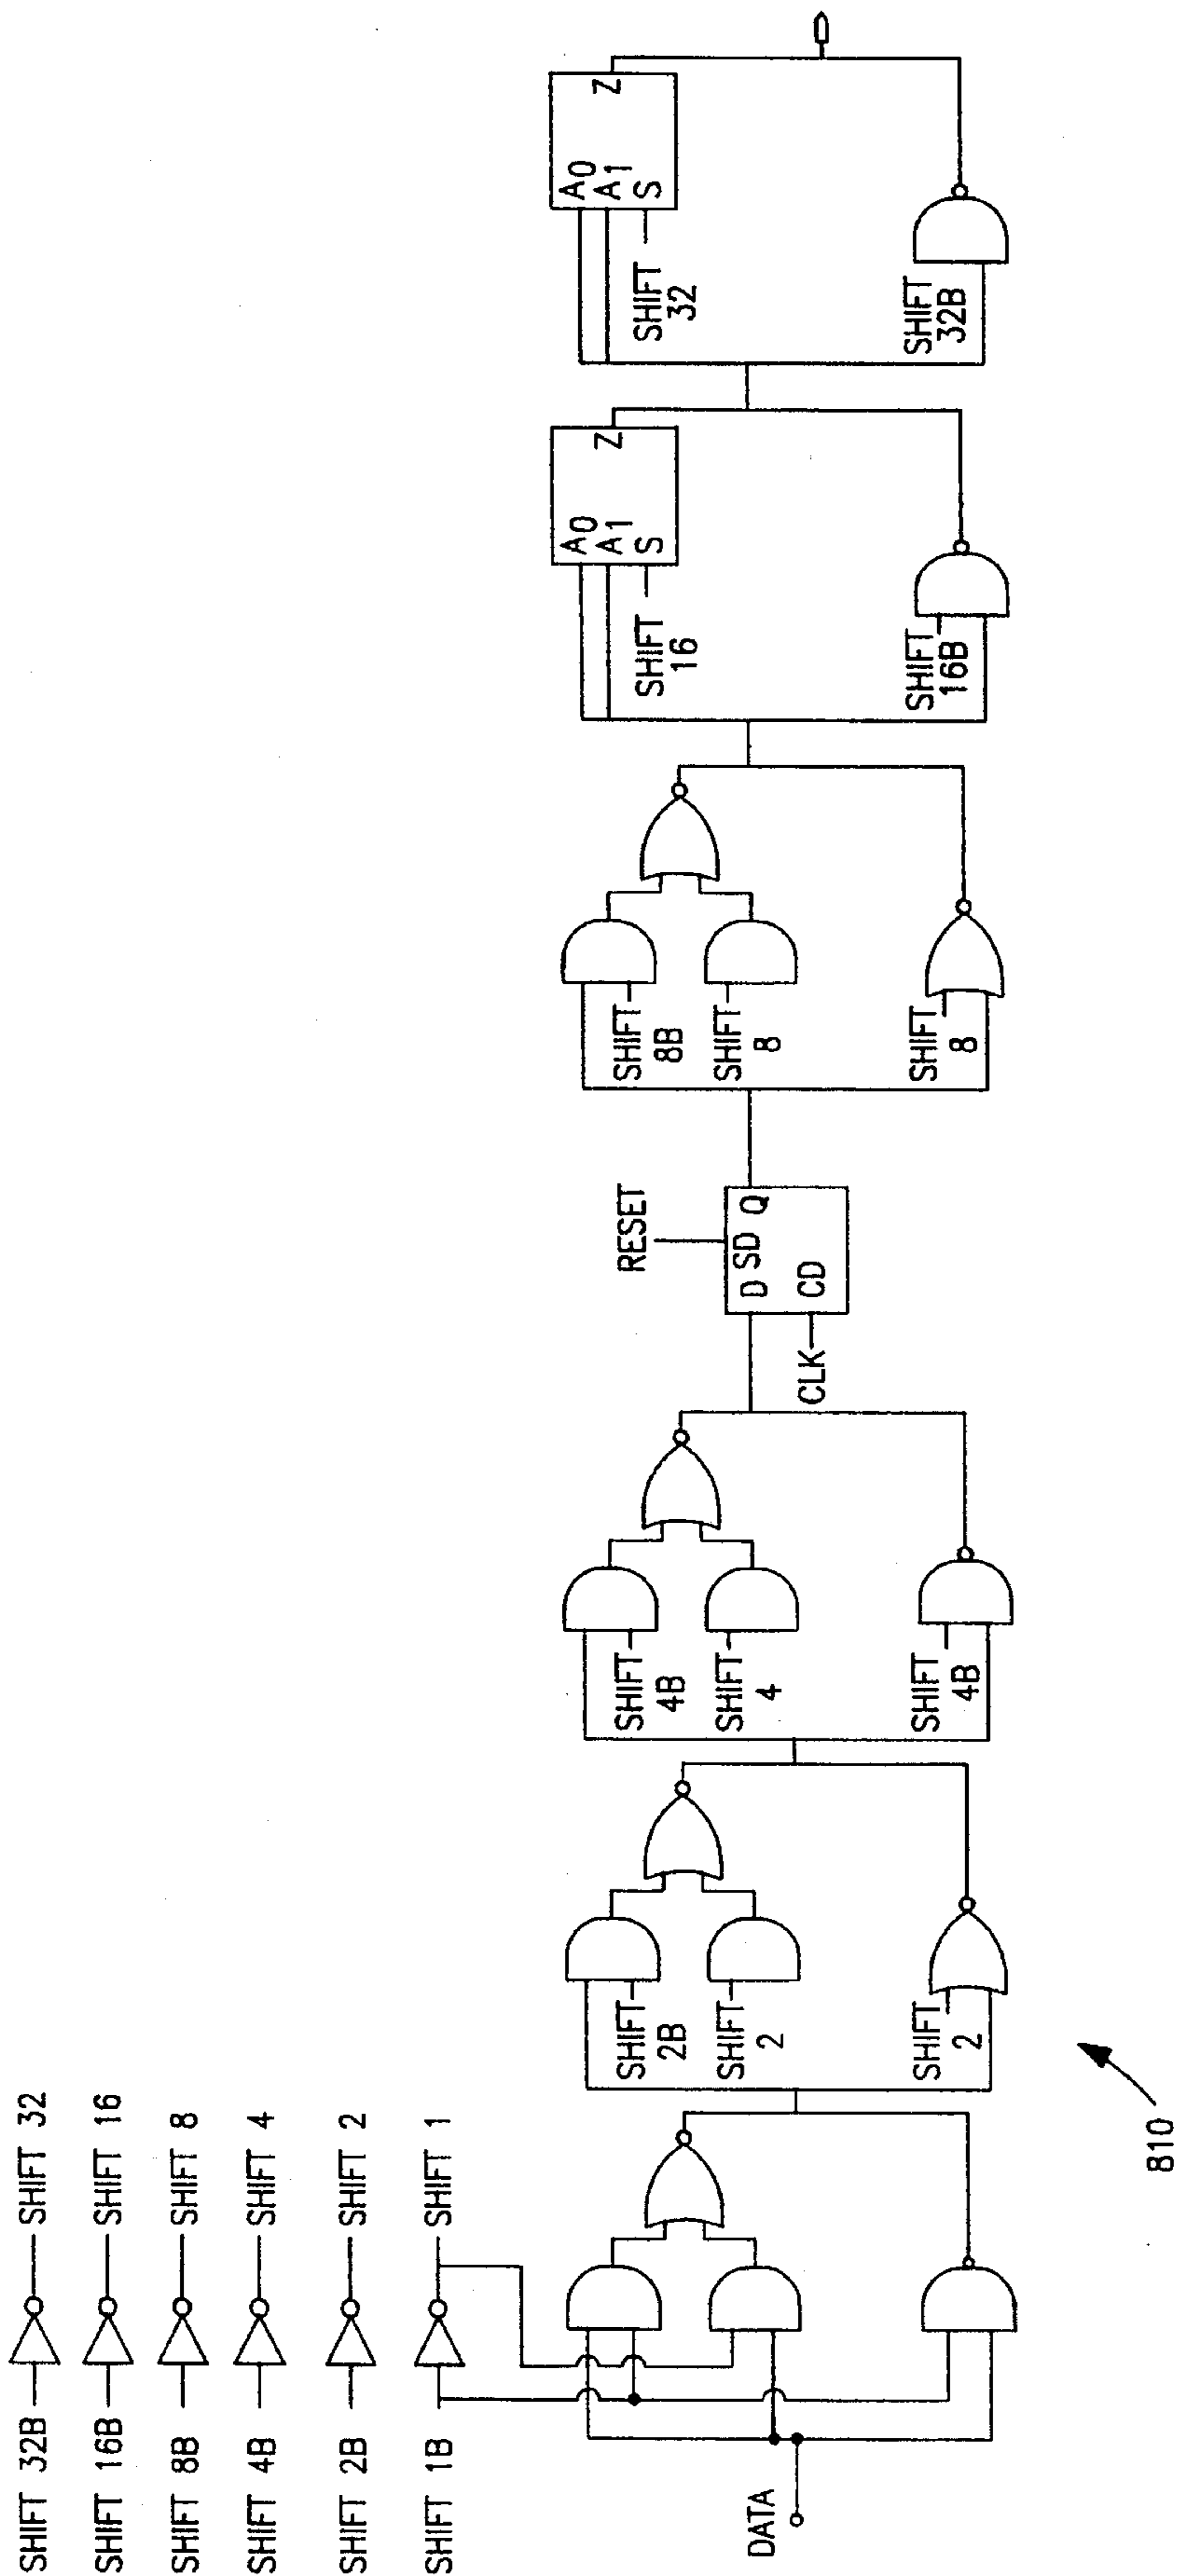 SHIFT 32B
SHIFT 32
SHIFT 16B
SHIFT 16
SHIFT 8B
SHIFT 8
SHIFT 4B
SHIFT 4
SHIFT 2B
SHIFT 2
SHIFT 1B
SHIFT 1
DATA
SHIFT
2B
SHIFT
2
SHIFT
2
SHIFT
4B
SHIFT
4
SHIFT
4B
CLK
RESET
D
SD
Q
CD
SHIFT
8B
SHIFT
8
SHIFT
8
SHIFT
16
SHIFT
16B
A0
A1
S
Z
SHIFT
32
SHIFT
32B
A0
A1
S
Z
810